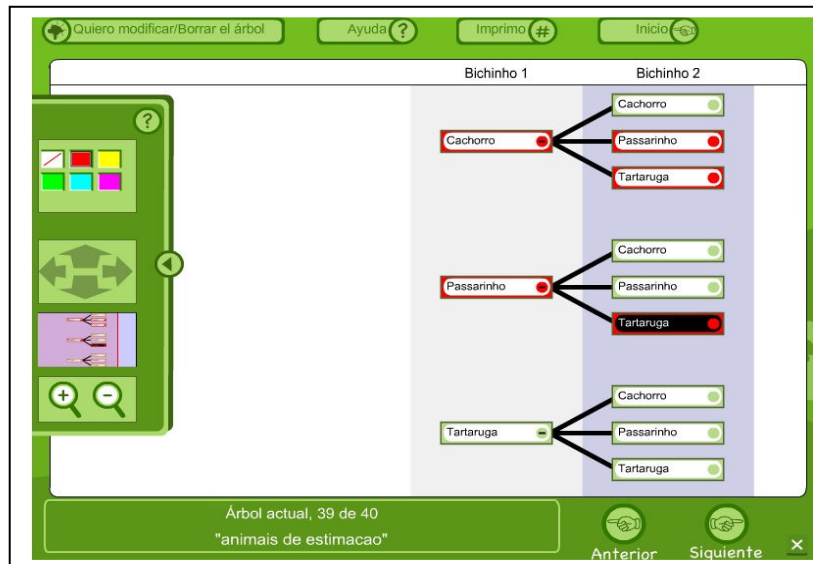 Quiero modificar/Borrar el árbol
Ayuda ?
Imprimo #
Inicio
Bichinho 1
Bichinho 2
?
Cachorro
Cachorro
Passarinho
Tartaruga
Passarinho
Cachorro
Passarinho
Tartaruga
Tartaruga
Cachorro
Passarinho
Tartaruga
Árbol actual, 39 de 40
"animais de estimacao"
Anterior
Siguiente